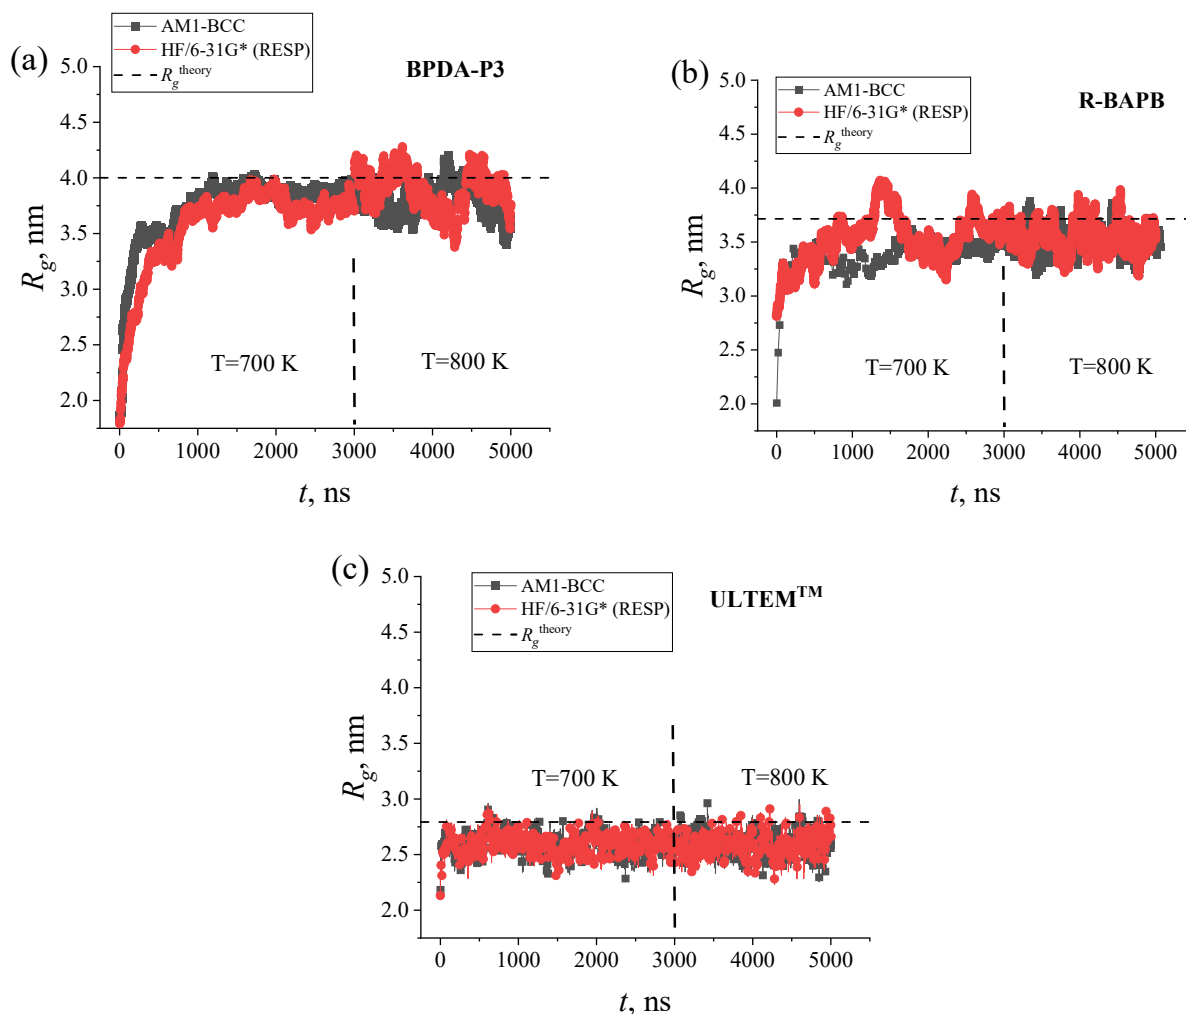 (a)
AM1-BCC
HF/6-31G* (RESP)
Rg theory
BPDA-P3
5.0
4.5
4.0
3.5
3.0
2.5
2.0
Rg, nm
T=700 K
T=800 K
0 1000 2000 3000 4000 5000
t, ns
(b)
AM1-BCC
HF/6-31G* (RESP)
Rg theory
R-BAPB
5.0
4.5
4.0
3.5
3.0
2.5
2.0
Rg, nm
T=700 K
T=800 K
0 1000 2000 3000 4000 5000
t, ns
(c)
AM1-BCC
HF/6-31G* (RESP)
Rg theory
ULTEM™
5.0
4.5
4.0
3.5
3.0
2.5
2.0
Rg, nm
T=700 K
T=800 K
0 1000 2000 3000 4000 5000
t, ns